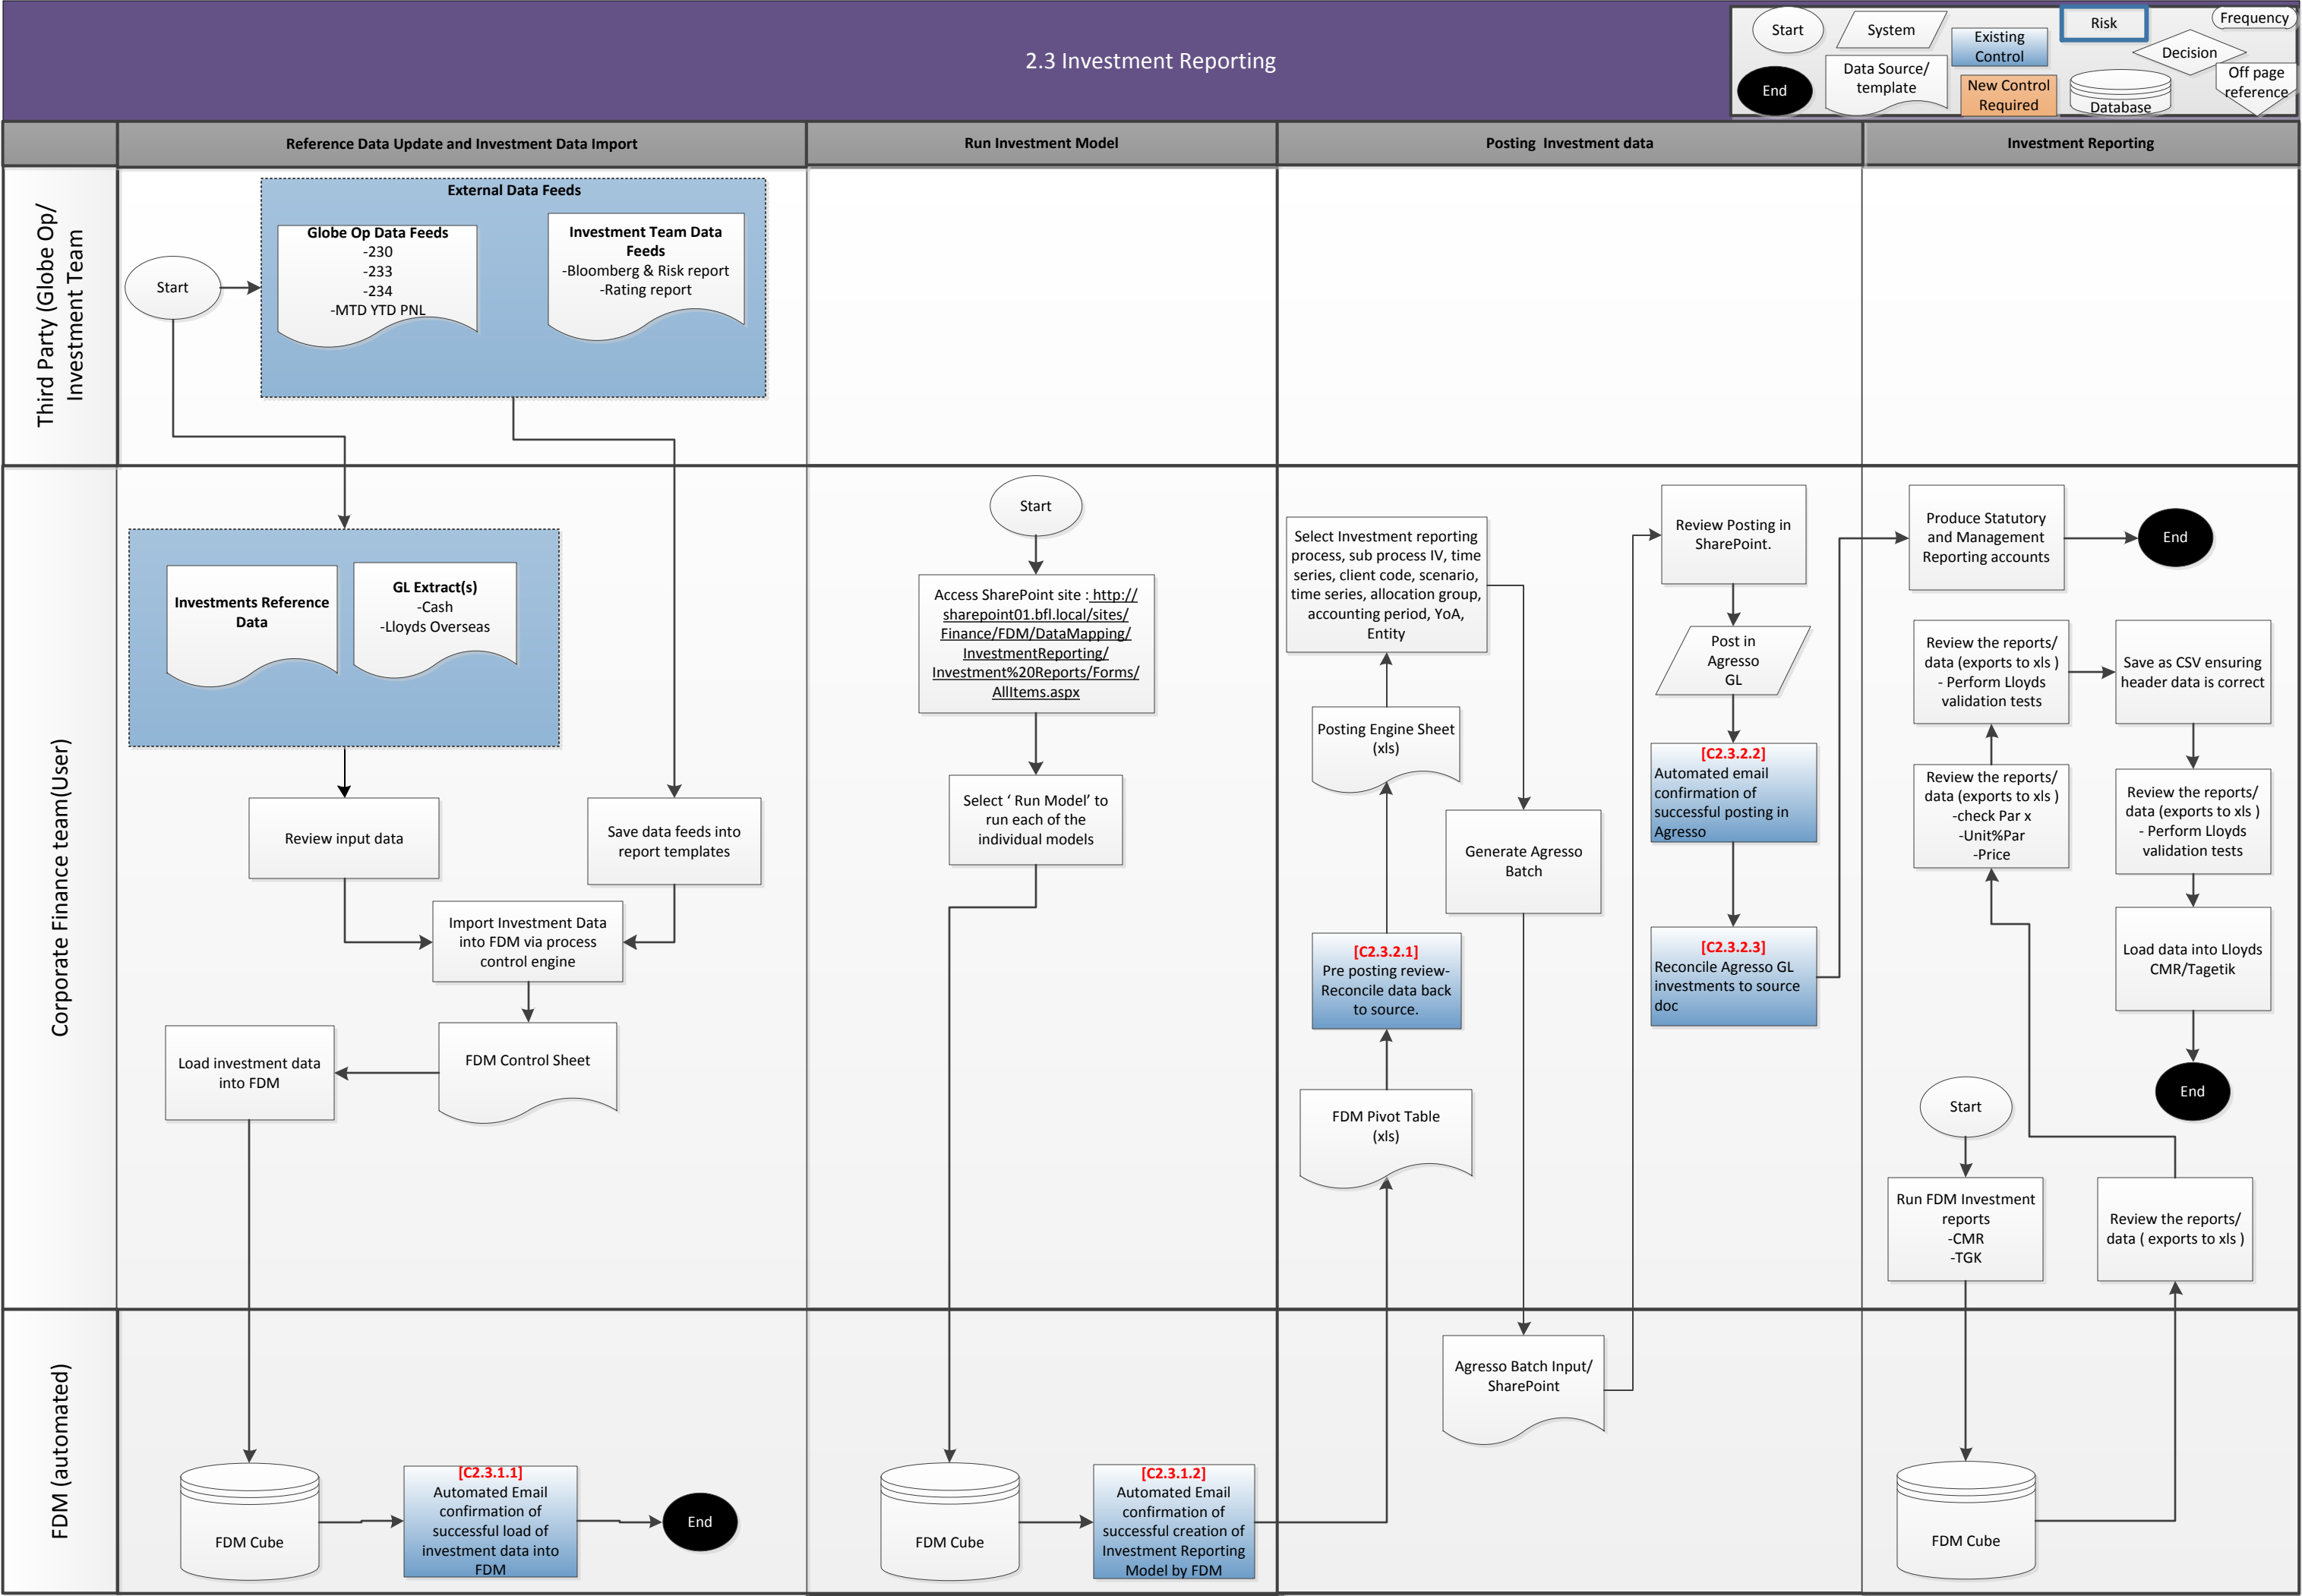 2.3 Investment Reporting
Start
System
Existing
Control
Risk
Frequency
Decision
End
Data Source/
template
New Control
Required
Database
Off page
reference
Reference Data Update and Investment Data Import
Run Investment Model
Posting  Investment data
Investment Reporting
Third Party (Globe Op/
Investment Team
Start
External Data Feeds
Globe Op Data Feeds
-230
-233
-234
-MTD YTD PNL
Investment Team Data
Feeds
-Bloomberg & Risk report
-Rating report
Corporate Finance team(User)
Investments Reference
Data
GL Extract(s)
-Cash
-Lloyds Overseas
Review input data
Save data feeds into
report templates
Import Investment Data
into FDM via process
control engine
FDM Control Sheet
Load investment data
into FDM
Start
Access SharePoint site : http://
sharepoint01.bfl.local/sites/
Finance/FDM/DataMapping/
InvestmentReporting/
Investment%20Reports/Forms/
AllItems.aspx
Select ‘ Run Model’ to
run each of the
individual models
Select Investment reporting
process, sub process IV, time
series, client code, scenario,
time series, allocation group,
accounting period, YoA,
Entity
Posting Engine Sheet
(xls)
[C2.3.2.1]
Pre posting review-
Reconcile data back
to source.
FDM Pivot Table
(xls)
Generate Agresso
Batch
Review Posting in
SharePoint.
Post in
Agresso
GL
[C2.3.2.2]
Automated email
confirmation of
successful posting in
Agresso
[C2.3.2.3]
Reconcile Agresso GL
investments to source
doc
Produce Statutory
and Management
Reporting accounts
End
Review the reports/
data (exports to xls )
- Perform Lloyds
validation tests
Save as CSV ensuring
header data is correct
Review the reports/
data (exports to xls )
-check Par x
-Unit%Par
-Price
Review the reports/
data (exports to xls )
- Perform Lloyds
validation tests
Load data into Lloyds
CMR/Tagetik
End
Start
Run FDM Investment
reports
-CMR
-TGK
Review the reports/
data ( exports to xls )
FDM (automated)
FDM Cube
[C2.3.1.1]
Automated Email
confirmation of
successful load of
investment data into
FDM
End
FDM Cube
[C2.3.1.2]
Automated Email
confirmation of
successful creation of
Investment Reporting
Model by FDM
Agresso Batch Input/
SharePoint
FDM Cube